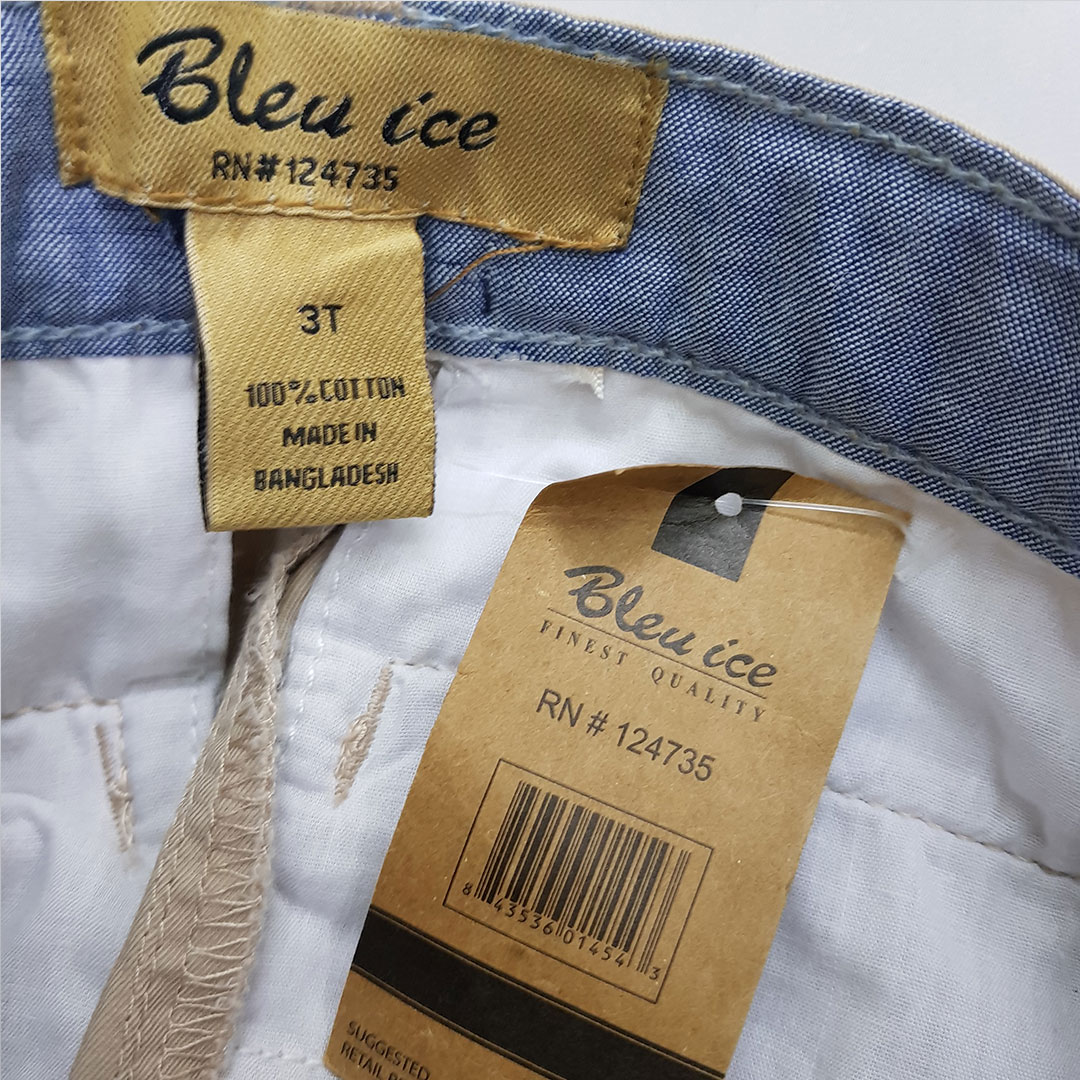 Bleu ice
RN#124735
3T
100% COTTON
MADE IN
BANGLADESH
Bleu ice
FINEST QUALITY
RN # 124735
8 43536 01454 3
SUGGESTED
RETAIL